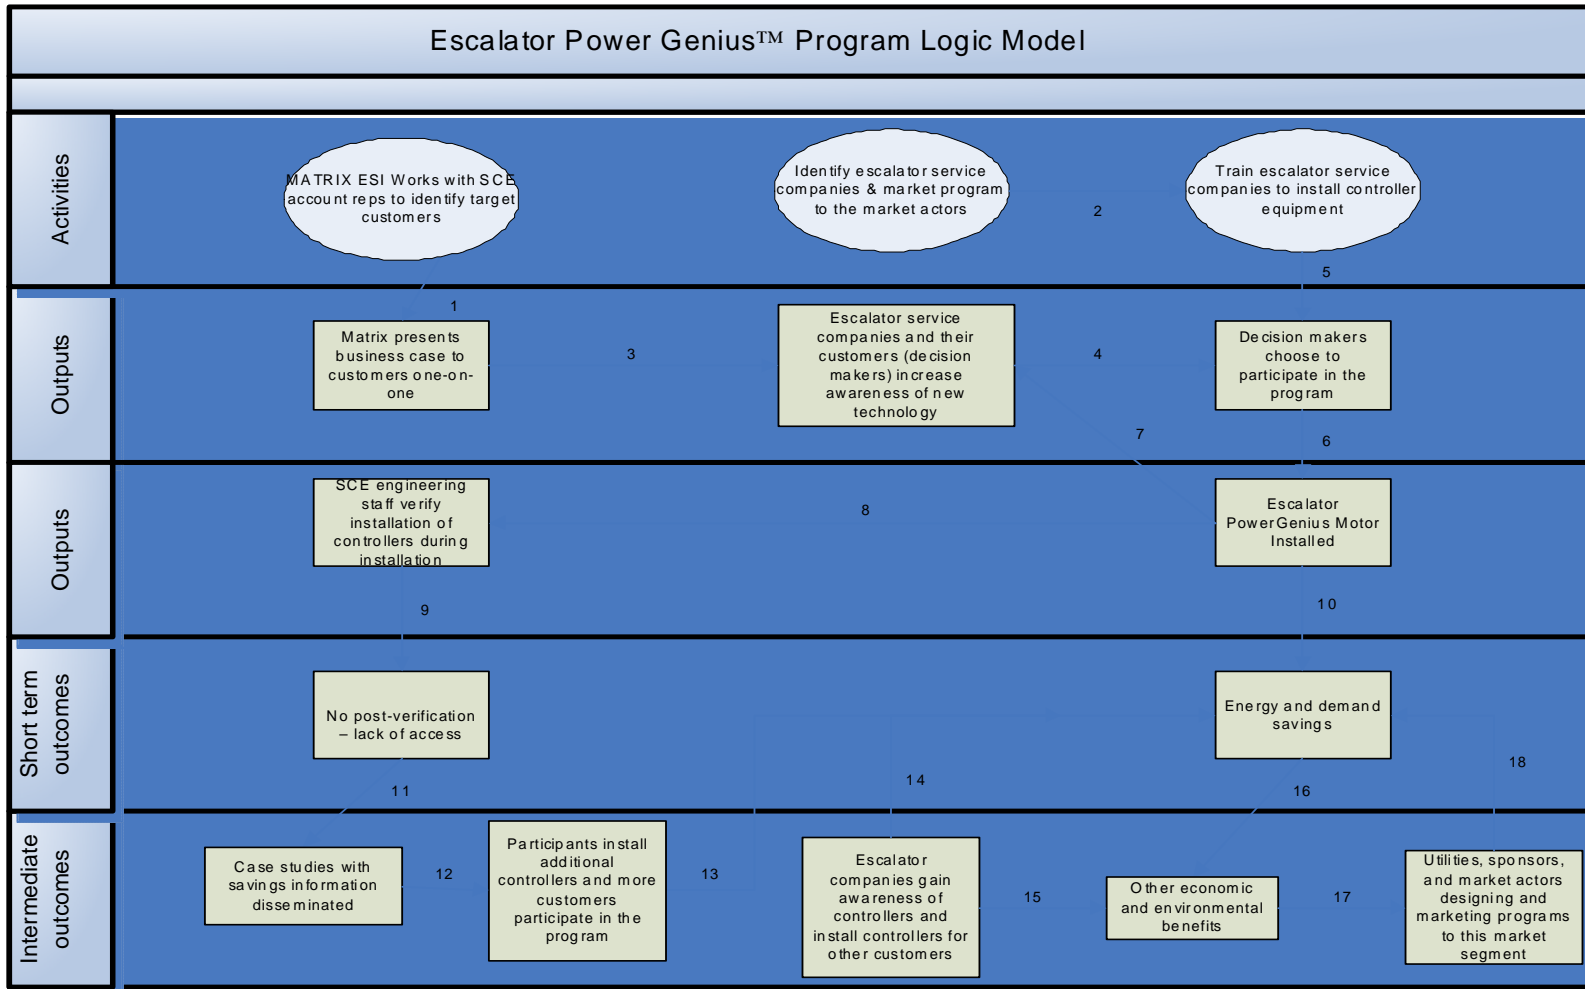 Escalator Power Genius™ Program Logic Model
Activities
MATRIX ESI Works with SCE
account reps to identify target
customers
Identify escalator service
companies & market program
to the market actors
2
Train escalator service
companies to install controller
equipment
5
Outputs
1
Matrix presents
business case to
customers one-on-
one
3
Escalator service
companies and their
customers (decision
makers) increase
awareness of new
technology
4
Decision makers
choose to
participate in the
program
7
6
Outputs
SCE engineering
staff verify
installation of
controllers during
installation
8
Escalator
PowerGenius Motor
Installed
9
10
Short term
outcomes
No post-verification
– lack of access
Energy and demand
savings
11
14
16
18
Intermediate
outcomes
Case studies with
savings information
disseminated
12
Participants install
additional
controllers and more
customers
participate in the
program
13
Escalator
companies gain
awareness of
controllers and
install controllers for
other customers
15
Other economic
and environmental
benefits
17
Utilities, sponsors,
and market actors
designing and
marketing programs
to this market
segment